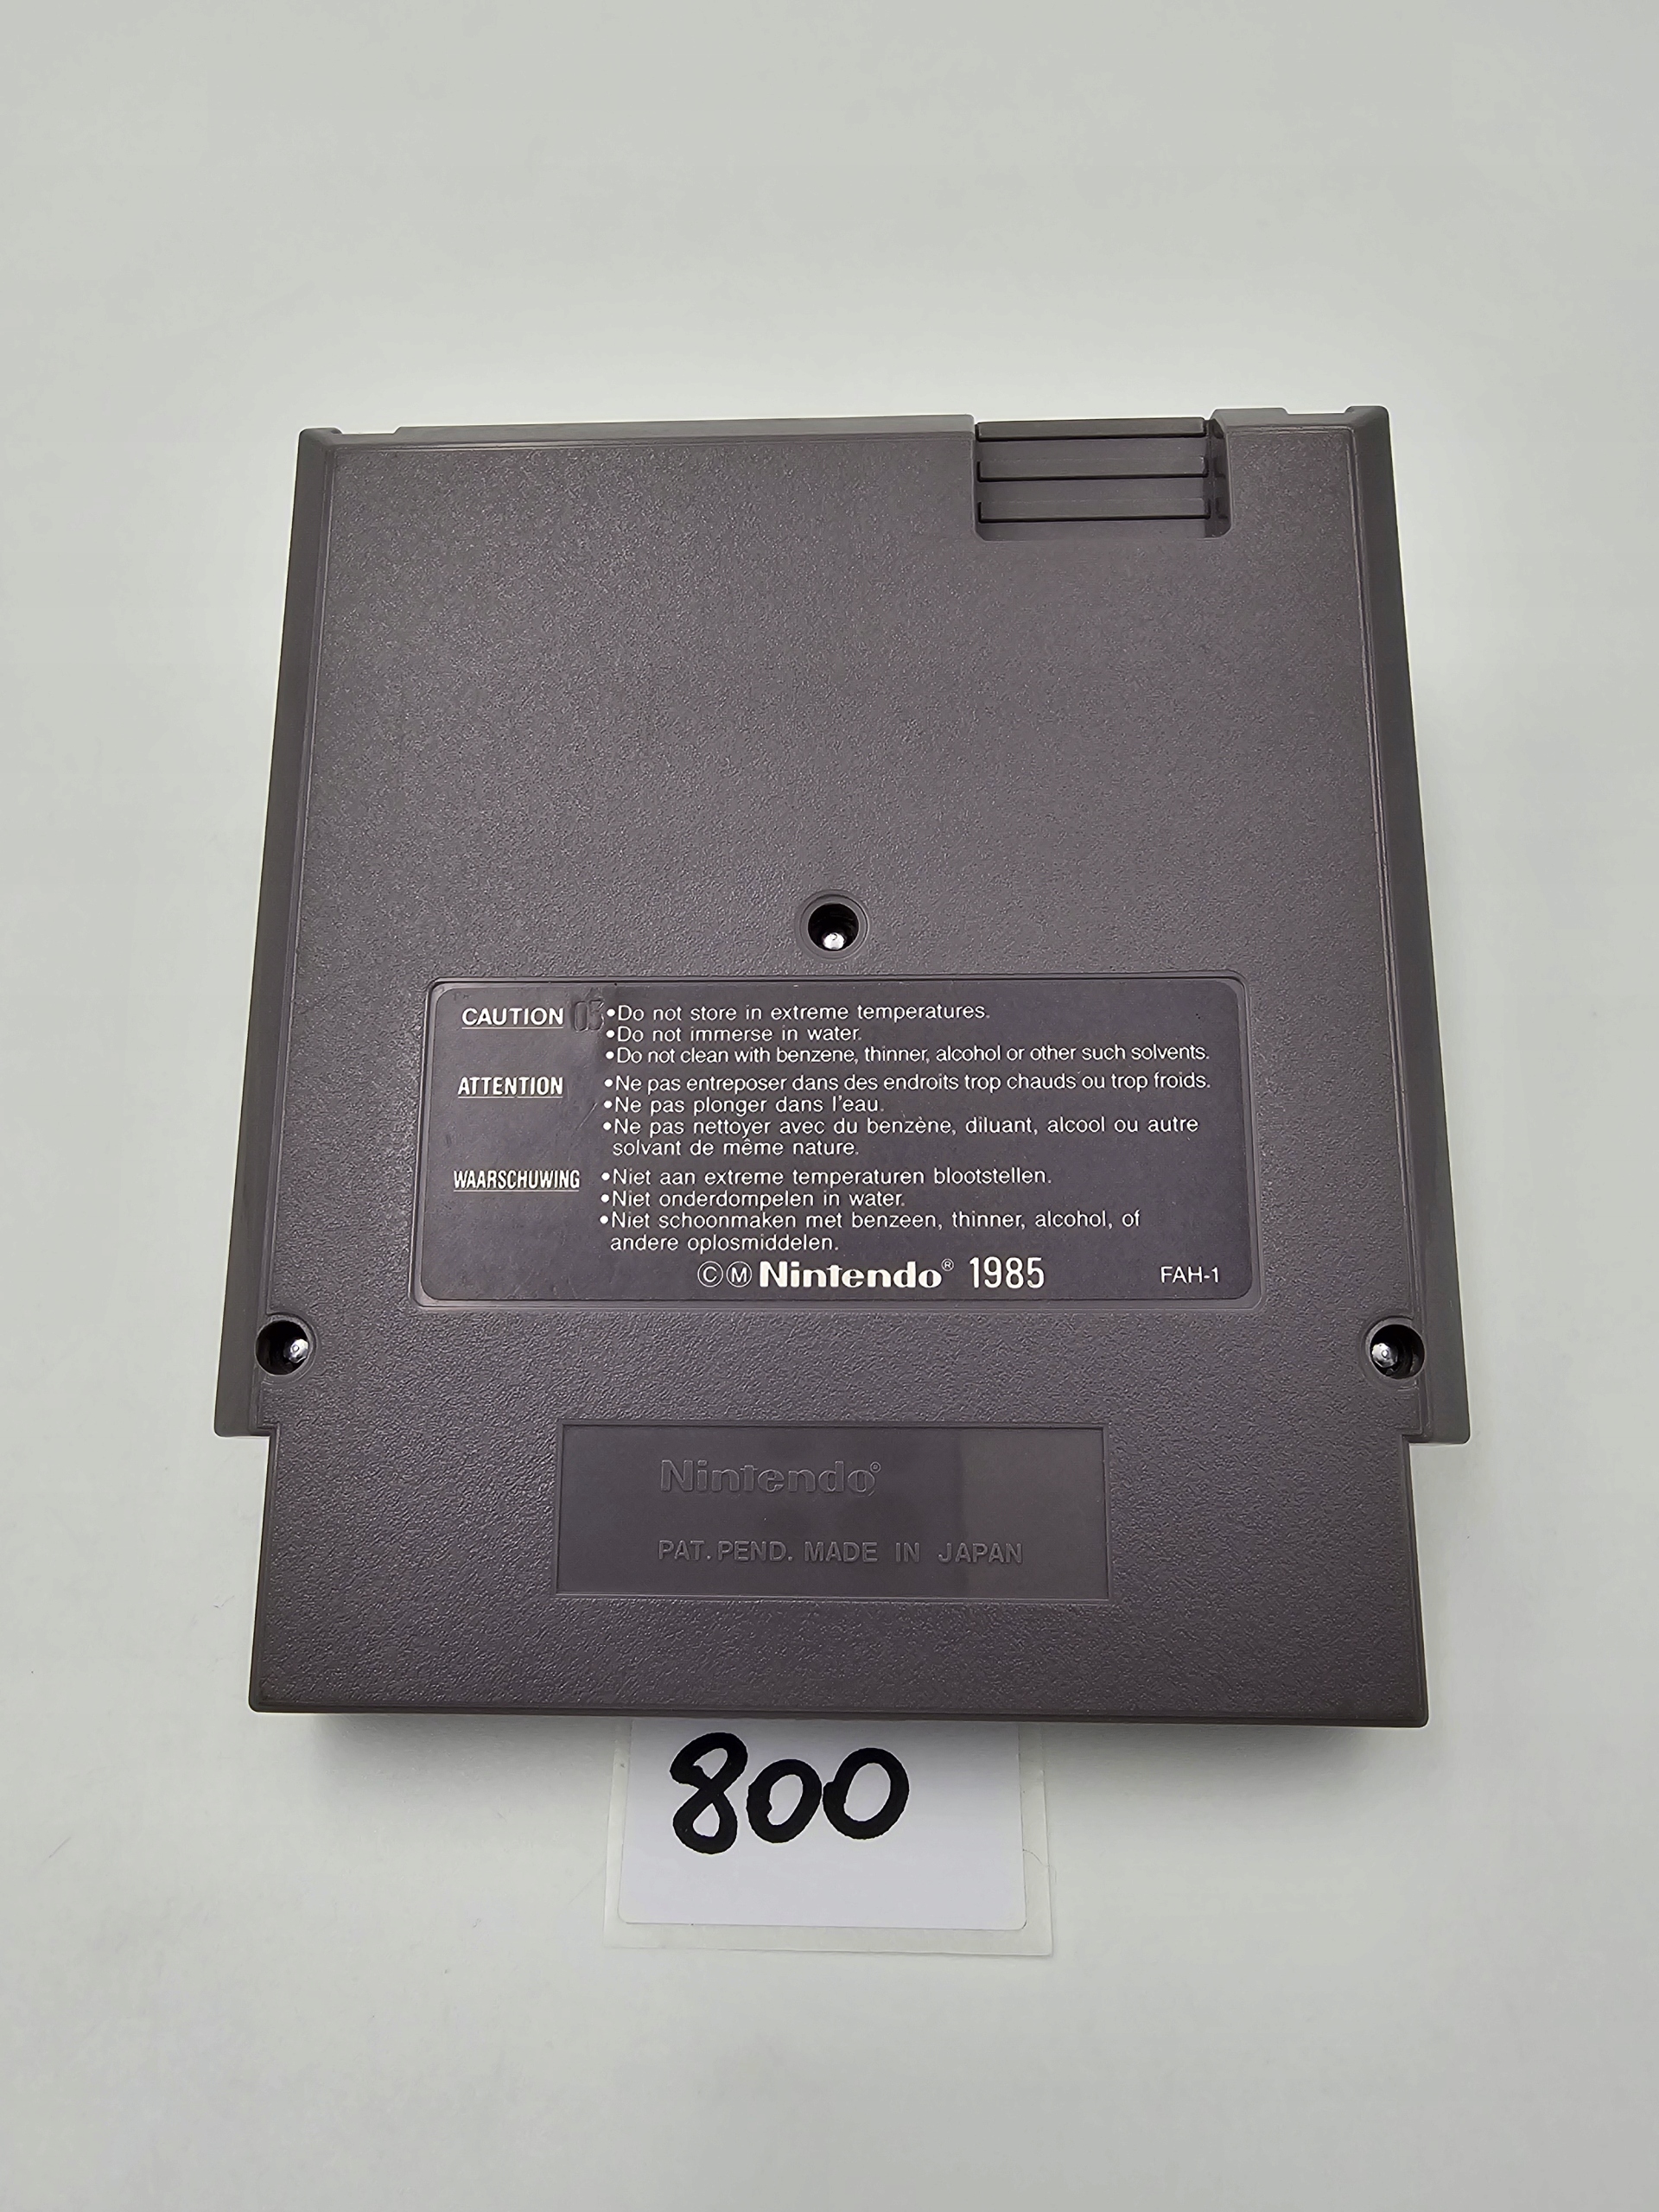 CAUTION 05 •Do not store in extreme temperatures.
•Do not immerse in water.
•Do not clean with benzene, thinner, alcohol or other such solvents.
ATTENTION •Ne pas entreposer dans des endroits trop chauds ou trop froids.
•Ne pas plonger dans l'eau.
•Ne pas nettoyer avec du benzène, diluant, alcool ou autre
solvant de même nature.
WAARSCHUWING •Niet aan extreme temperaturen blootstellen.
•Niet onderdompelen in water.
•Niet schoonmaken met benzeen, thinner, alcohol, of
andere oplosmiddelen.
ⒸⓂ Nintendo® 1985 FAH-1
Nintendo®
PAT. PEND. MADE IN JAPAN
800